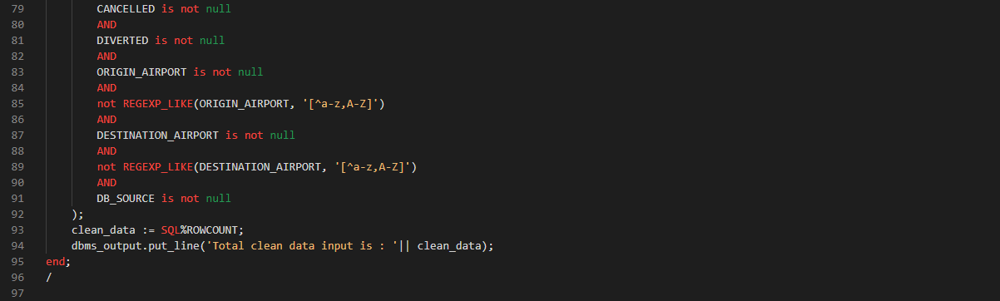 79 CANCELLED is not null
80 AND
81 DIVERTED is not null
82 AND
83 ORIGIN_AIRPORT is not null
84 AND
85 not REGEXP_LIKE(ORIGIN_AIRPORT, '[^a-z,A-Z]')
86 AND
87 DESTINATION_AIRPORT is not null
88 AND
89 not REGEXP_LIKE(DESTINATION_AIRPORT, '[^a-z,A-Z]')
90 AND
91 DB_SOURCE is not null
92 );
93 clean_data := SQL%ROWCOUNT;
94 dbms_output.put_line('Total clean data input is : '|| clean_data);
95 end;
96 /
97